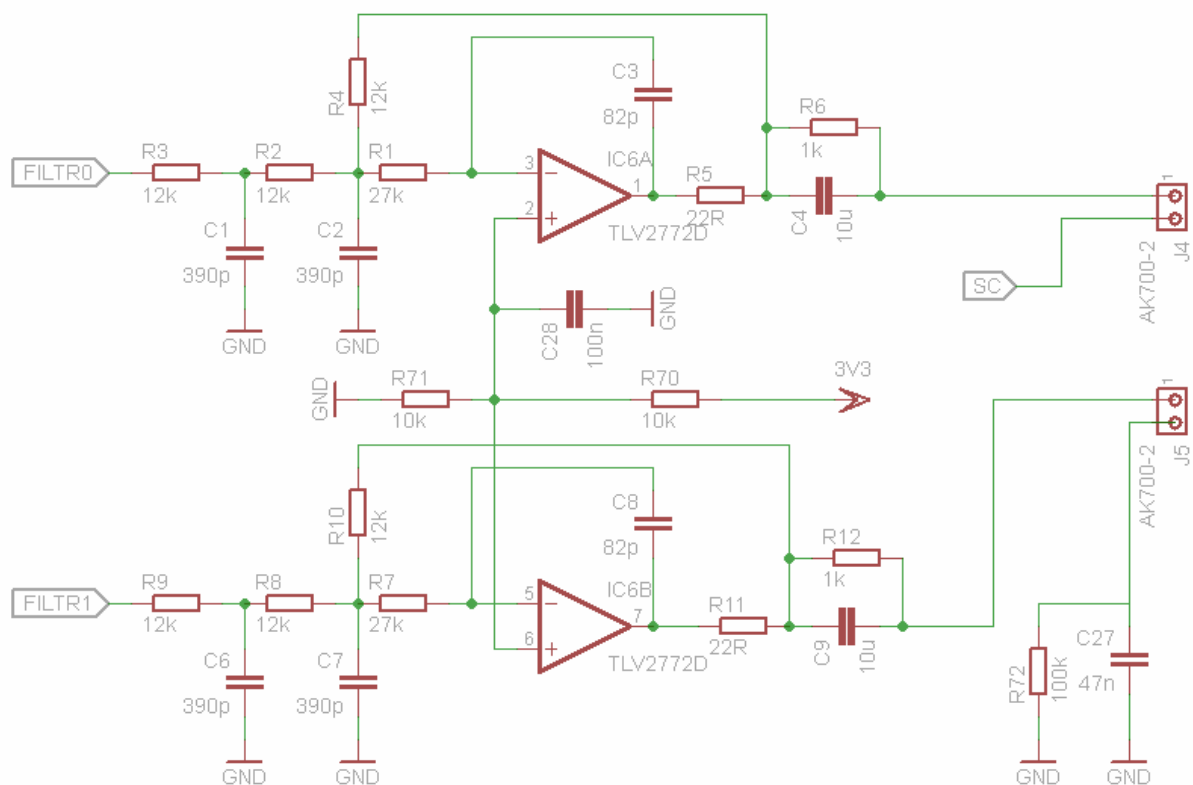 R4
12k
C3
82p
R6
1k
FILTR0
R3
12k
R2
12k
R1
27k
3
2
1
IC6A
TLV2772D
R5
22R
C4
10u
1
J4
AK700-2
C1
390p
C2
390p
GND
GND
SC
C28
100n
GND
GND
R71
10k
R70
10k
3V3
1
J5
AK700-2
R10
12k
C8
82p
R12
1k
FILTR1
R9
12k
R8
12k
R7
27k
5
6
7
IC6B
TLV2772D
R11
22R
C9
10u
C6
390p
C7
390p
GND
GND
R72
100k
C27
47n
GND
GND